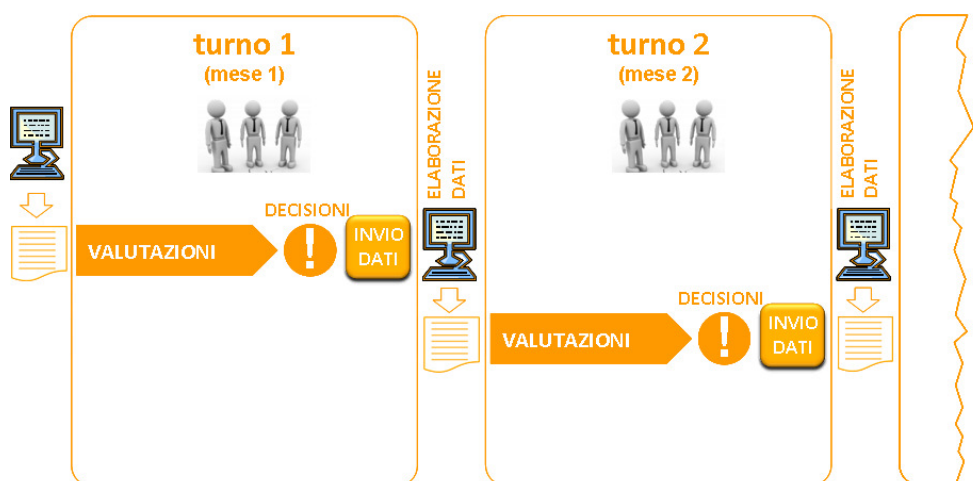 turno 1
(mese 1)
DECISIONI
VALUTAZIONI
INVIO
DATI
ELABORAZIONE
DATI
turno 2
(mese 2)
DECISIONI
VALUTAZIONI
INVIO
DATI
ELABORAZIONE
DATI